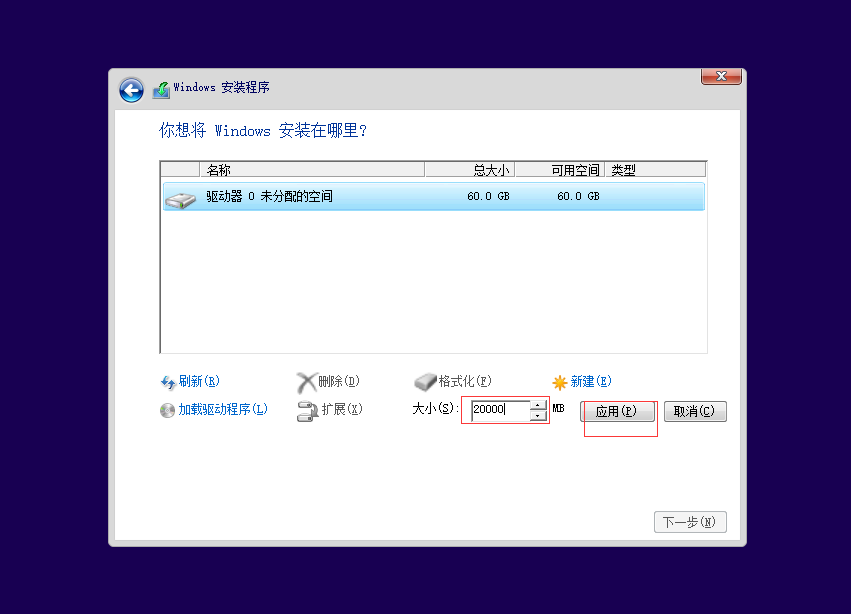 Windows 安装程序
你想将 Windows 安装在哪里?
名称 总大小 可用空间 类型
驱动器 0 未分配的空间 60.0 GB 60.0 GB
刷新(R) 删除(D) 格式化(F) 新建(E)
加载驱动程序(L) 扩展(X) 大小(S): 20000 MB 应用(P) 取消(C)
下一步(N)